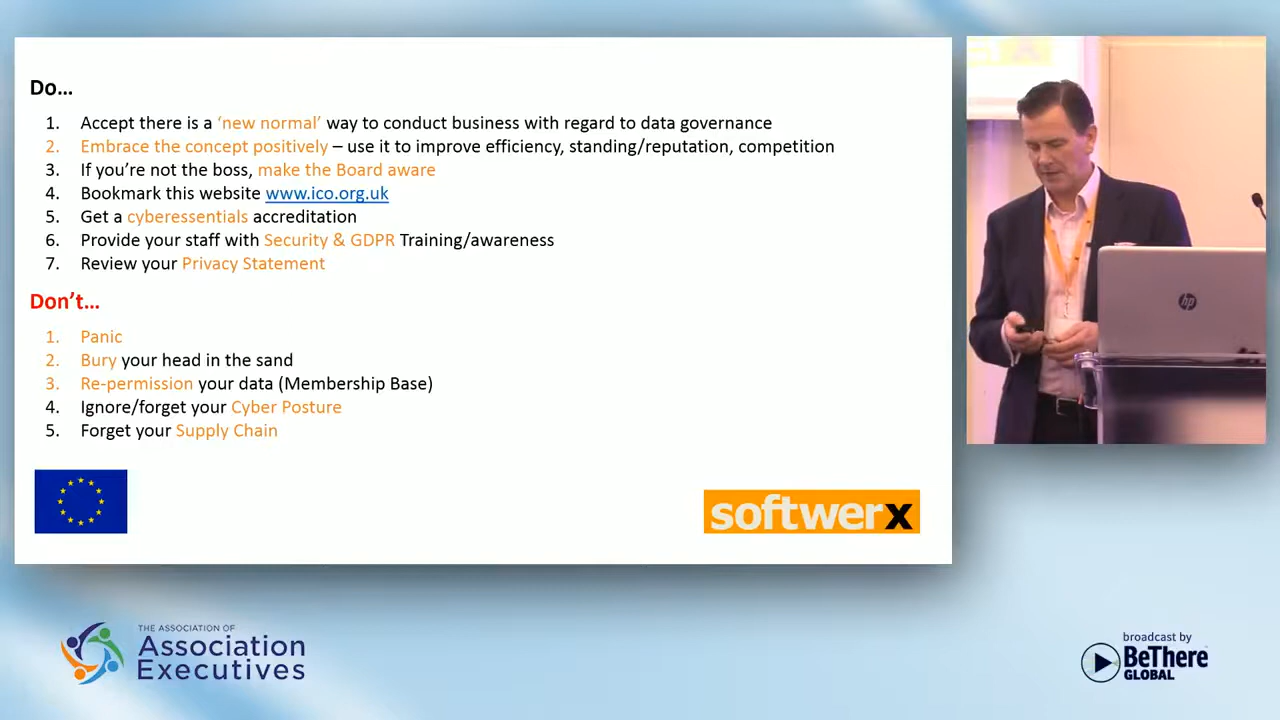 Do...
1. Accept there is a ‘new normal’ way to conduct business with regard to data governance
2. Embrace the concept positively – use it to improve efficiency, standing/reputation, competition
3. If you’re not the boss, make the Board aware
4. Bookmark this website www.ico.org.uk
5. Get a cyberessentials accreditation
6. Provide your staff with Security & GDPR Training/awareness
7. Review your Privacy Statement
Don’t...
1. Panic
2. Bury your head in the sand
3. Re-permission your data (Membership Base)
4. Ignore/forget your Cyber Posture
5. Forget your Supply Chain
softwerx
hp
THE ASSOCIATION OF
Association
Executives
broadcast by
BeThere
GLOBAL